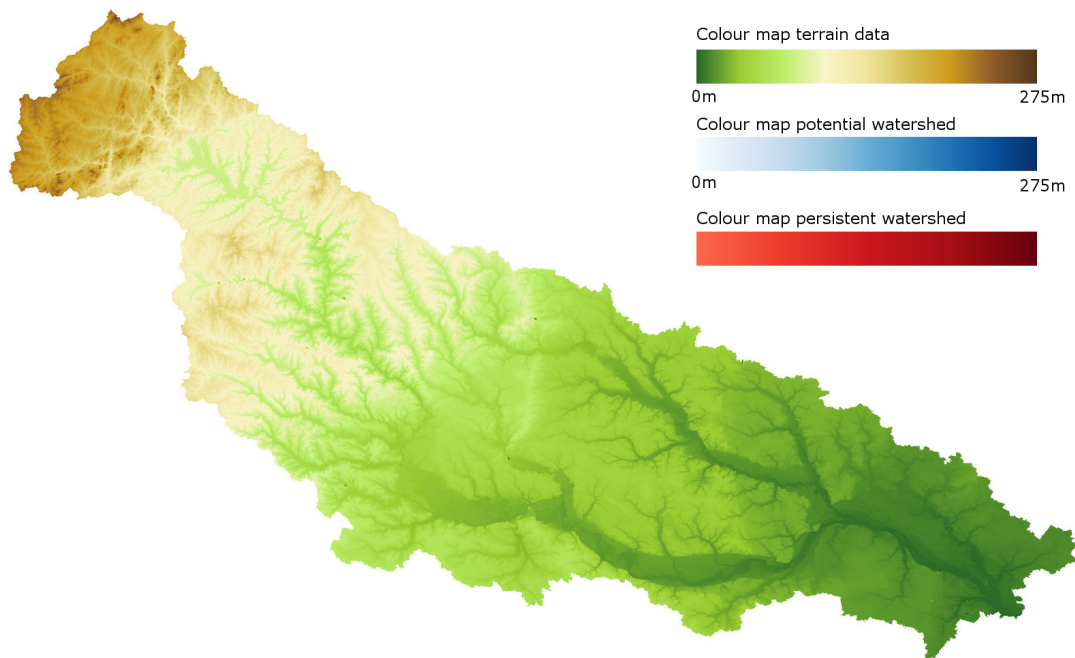 Colour map terrain data
0m 275m
Colour map potential watershed
0m 275m
Colour map persistent watershed